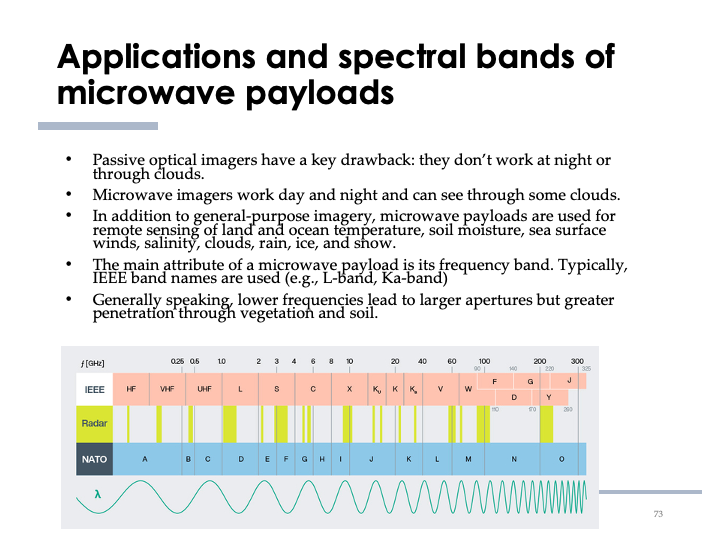 Applications and spectral bands of
microwave payloads
• Passive optical imagers have a key drawback: they don’t work at night or
through clouds.
• Microwave imagers work day and night and can see through some clouds.
• In addition to general-purpose imagery, microwave payloads are used for
remote sensing of land and ocean temperature, soil moisture, sea surface
winds, salinity, clouds, rain, ice, and snow.
• The main attribute of a microwave payload is its frequency band. Typically,
IEEE band names are used (e.g., L-band, Ka-band)
• Generally speaking, lower frequencies lead to larger apertures but greater
penetration through vegetation and soil.
ƒ [GHz] 0.25 0.5 1.0 2 3 4 6 8 10 20 40 60 100 200 300
90 140 220 325
IEEE HF VHF UHF L S C X Ku K Ka V W F G J
D Y
110 170 260
Radar
NATO A B C D E F G H I J K L M N O
λ
73